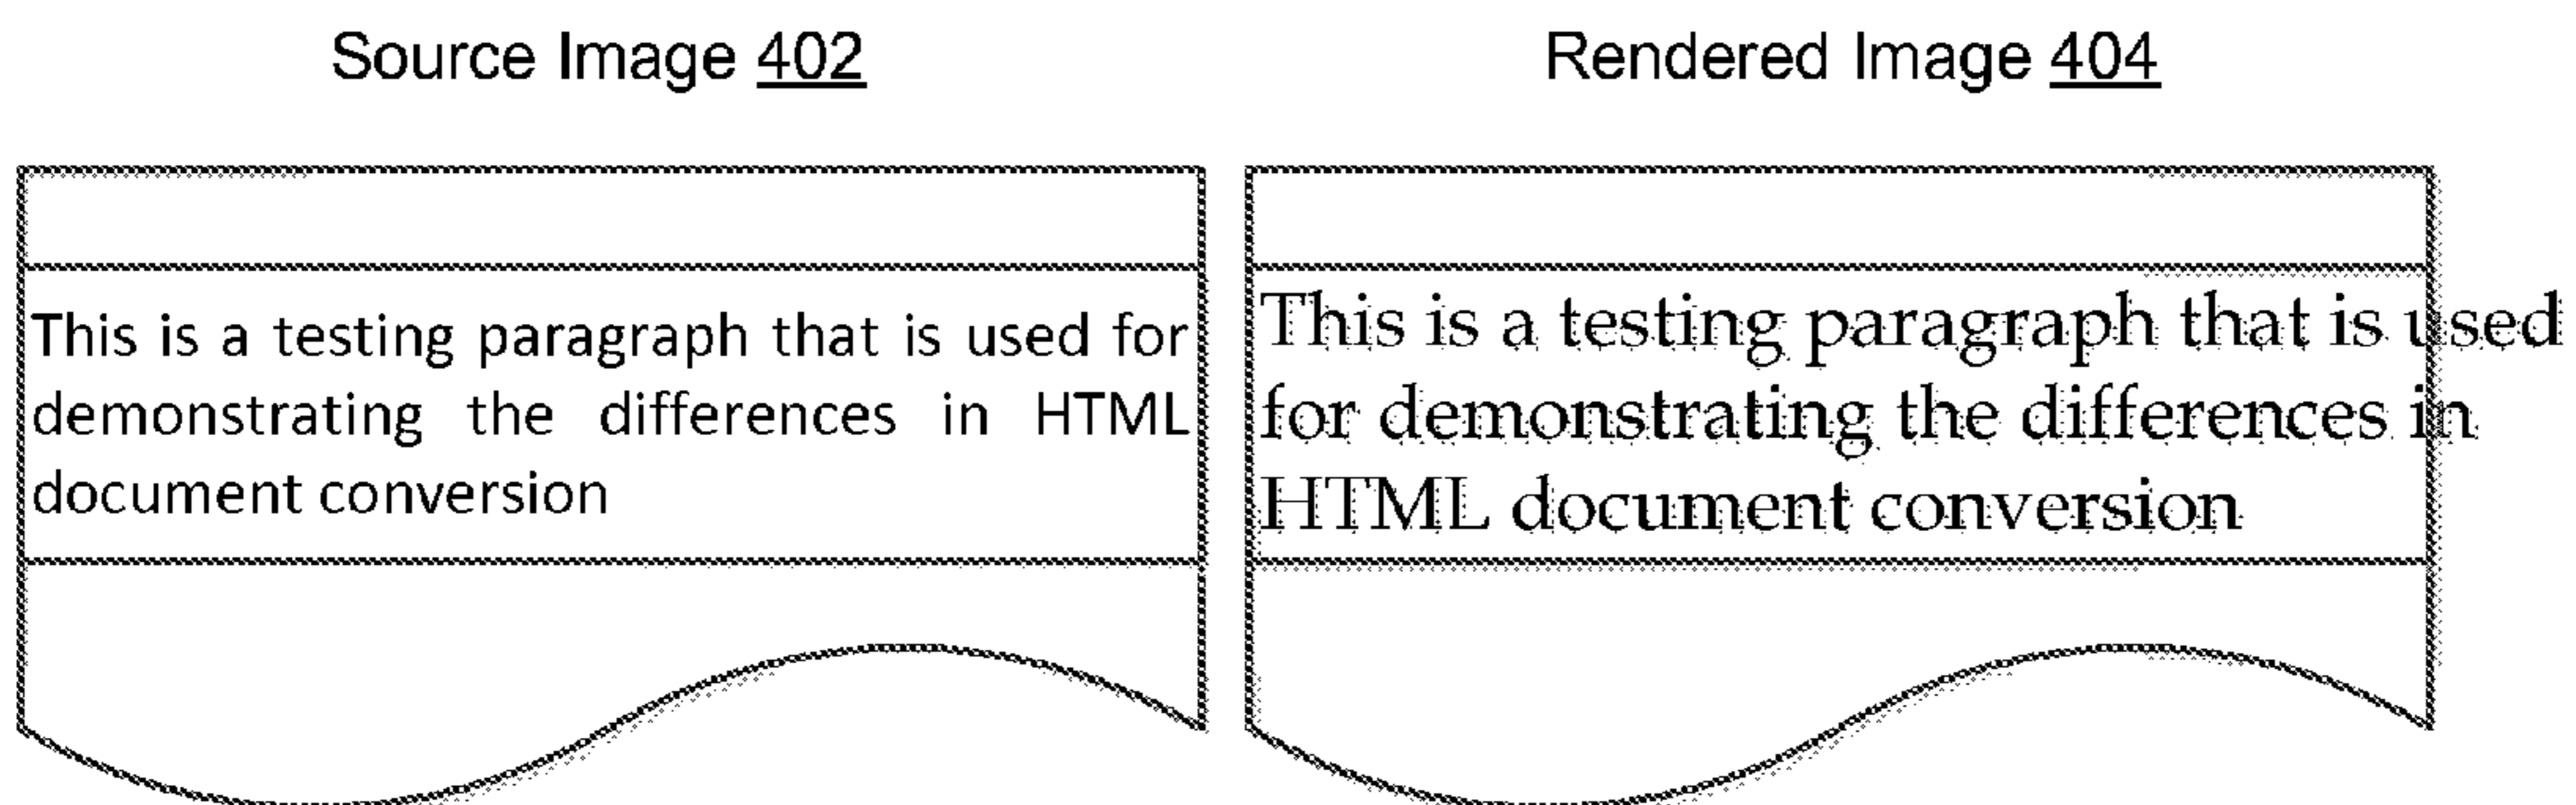 Source Image 402
Rendered Image 404
This is a testing paragraph that is used for
demonstrating the differences in HTML
document conversion
This is a testing paragraph that is used
for demonstrating the differences in
HTML document conversion